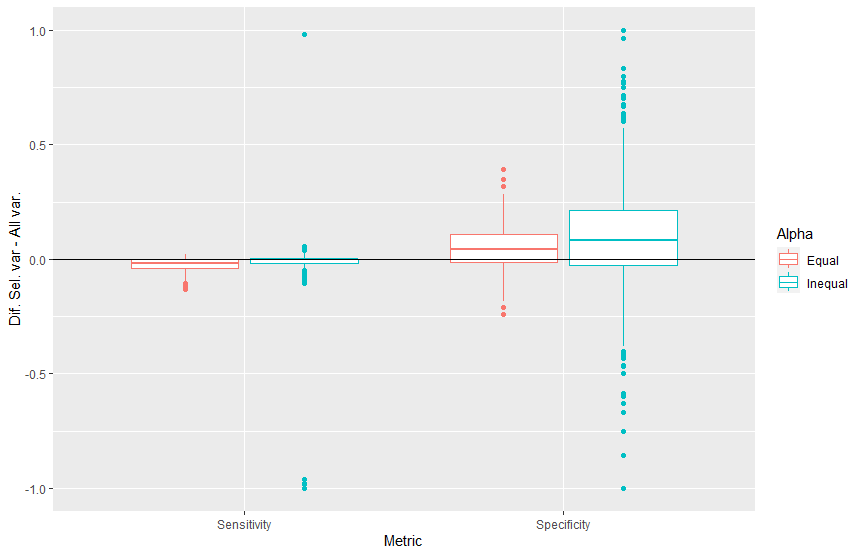 1.0
0.5
0.0
-0.5
-1.0
Dif. Sel. var - All var.
Sensitivity
Specificity
Metric
Alpha
Equal
Inequal